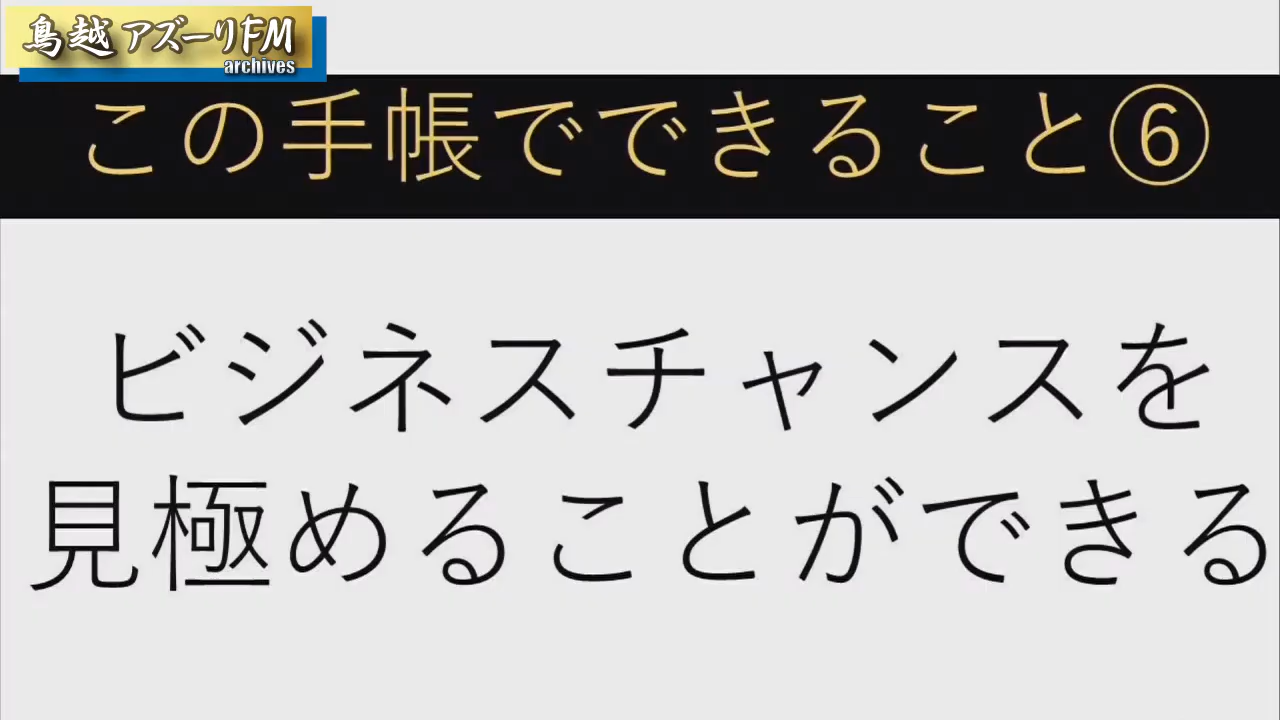 鳥越アズーリFM
archives
この手帳でできること⑥
ビジネスチャンスを
見極めることができる